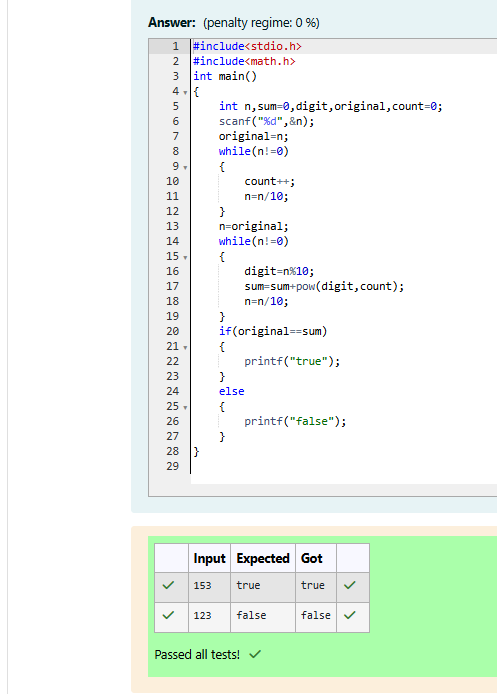 Answer: (penalty regime: 0 %)
1 #include<stdio.h>
2 #include<math.h>
3 int main()
4 {
5     int n,sum=0,digit,original,count=0;
6     scanf("%d",&n);
7     original=n;
8     while(n!=0)
9     {
10         count++;
11         n=n/10;
12     }
13     n=original;
14     while(n!=0)
15     {
16         digit=n%10;
17         sum=sum+pow(digit,count);
18         n=n/10;
19     }
20     if(original==sum)
21     {
22         printf("true");
23     }
24     else
25     {
26         printf("false");
27     }
28 }
29
Input Expected Got
153 true true
123 false false
Passed all tests!